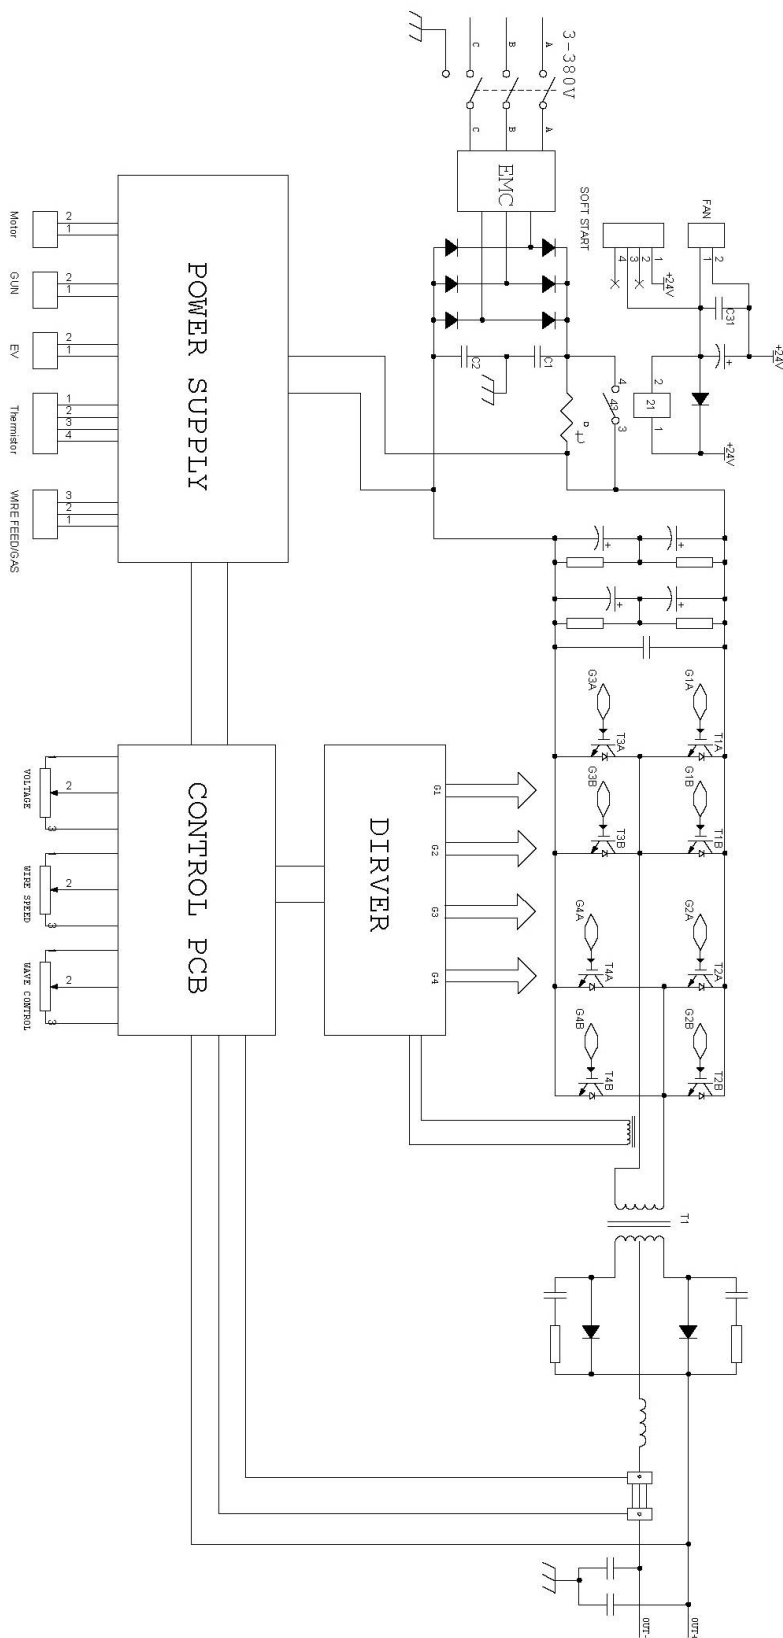 3-380V
A
B
C
A
B
C
EMC
SOFT START
4
3
2
1
+24V
FAN
1
2
C31
+
+24V
2
21
1
+24V
C2
C1
4
43
3
+
+
+
+
POWER SUPPLY
Motor
2
1
GUN
2
1
EV
2
1
Thermistor
1
2
3
4
WIRE FEED/GAS
3
2
1
G3A
T3A
G1A
T1A
G3B
T3B
G1B
T1B
G4A
T4A
G2A
T2A
G4B
T4B
G2B
T2B
DIRVER
G1
G2
G3
G4
CONTROL PCB
1
2
3
VOLTAGE
1
2
3
WIRE SPEED
1
2
3
WAVE CONTROL
T1
OUT-
OUT+